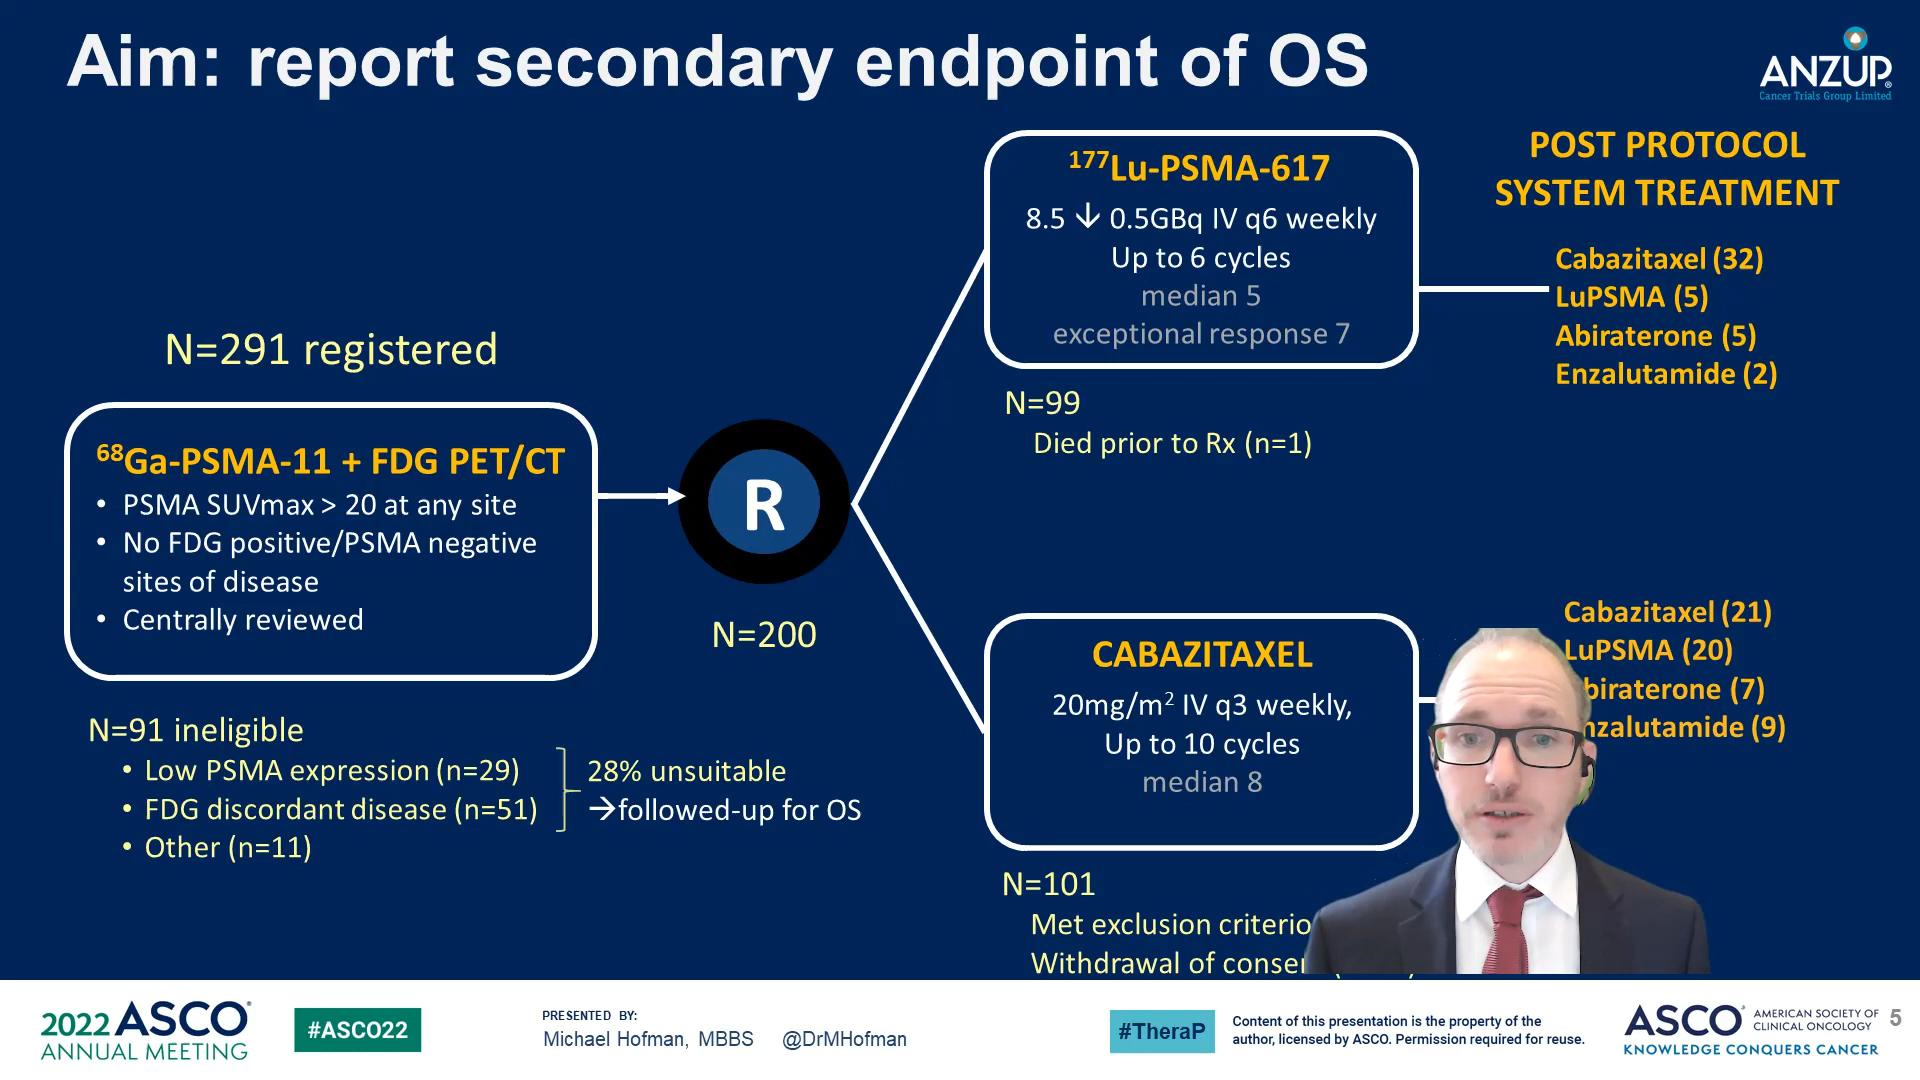 Aim: report secondary endpoint of OS
ANZUP
Cancer Trials Group Limited
N=291 registered
68Ga-PSMA-11 + FDG PET/CT
• PSMA SUVmax > 20 at any site
• No FDG positive/PSMA negative
sites of disease
• Centrally reviewed
N=91 ineligible
• Low PSMA expression (n=29)
• FDG discordant disease (n=51)
• Other (n=11)
28% unsuitable
→followed-up for OS
R
N=200
177Lu-PSMA-617
8.5 ↓ 0.5GBq IV q6 weekly
Up to 6 cycles
median 5
exceptional response 7
N=99
Died prior to Rx (n=1)
POST PROTOCOL
SYSTEM TREATMENT
Cabazitaxel (32)
LuPSMA (5)
Abiraterone (5)
Enzalutamide (2)
CABAZITAXEL
20mg/m2 IV q3 weekly,
Up to 10 cycles
median 8
N=101
Met exclusion
Withdrawal of
Cabazitaxel (21)
LuPSMA (20)
(7)
(9)
2022 ASCO
ANNUAL MEETING
#ASCO22
PRESENTED BY:
Michael Hofman, MBBS @DrMHofman
#TheraP
Content of this presentation is the property of the
author, licensed by ASCO. Permission required for reuse.
ASCO AMERICAN SOCIETY OF
CLINICAL ONCOLOGY
KNOWLEDGE CONQUERS CANCER
5